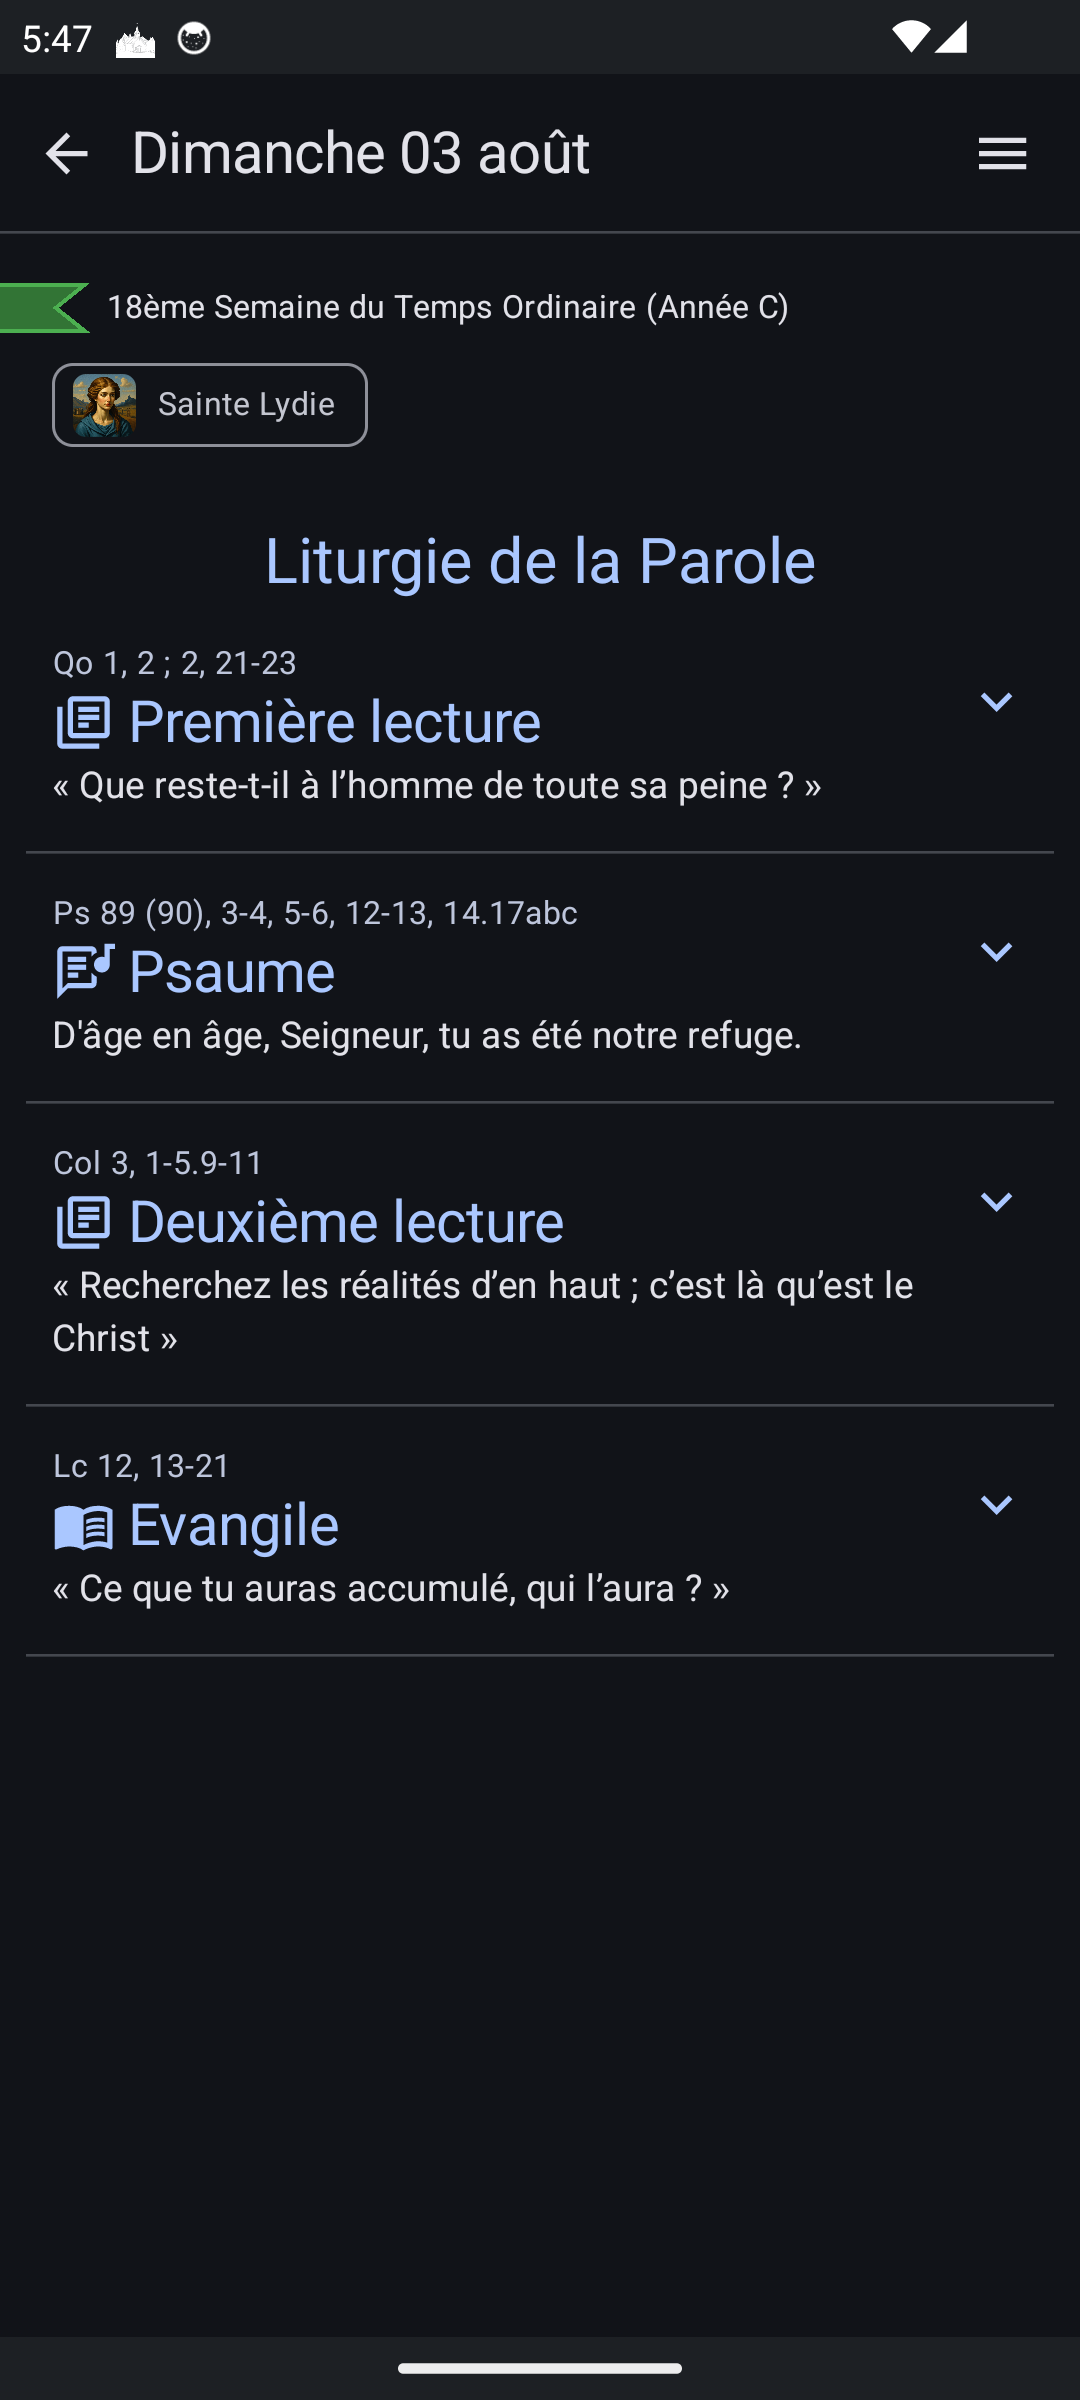 5:47
Dimanche 03 août
18ème Semaine du Temps Ordinaire (Année C)
Sainte Lydie
Liturgie de la Parole
Qo 1, 2 ; 2, 21-23
Première lecture
« Que reste-t-il à l’homme de toute sa peine ? »
Ps 89 (90), 3-4, 5-6, 12-13, 14.17abc
Psaume
D'âge en âge, Seigneur, tu as été notre refuge.
Col 3, 1-5.9-11
Deuxième lecture
« Recherchez les réalités d’en haut ; c’est là qu’est le
Christ »
Lc 12, 13-21
Evangile
« Ce que tu auras accumulé, qui l’aura ? »